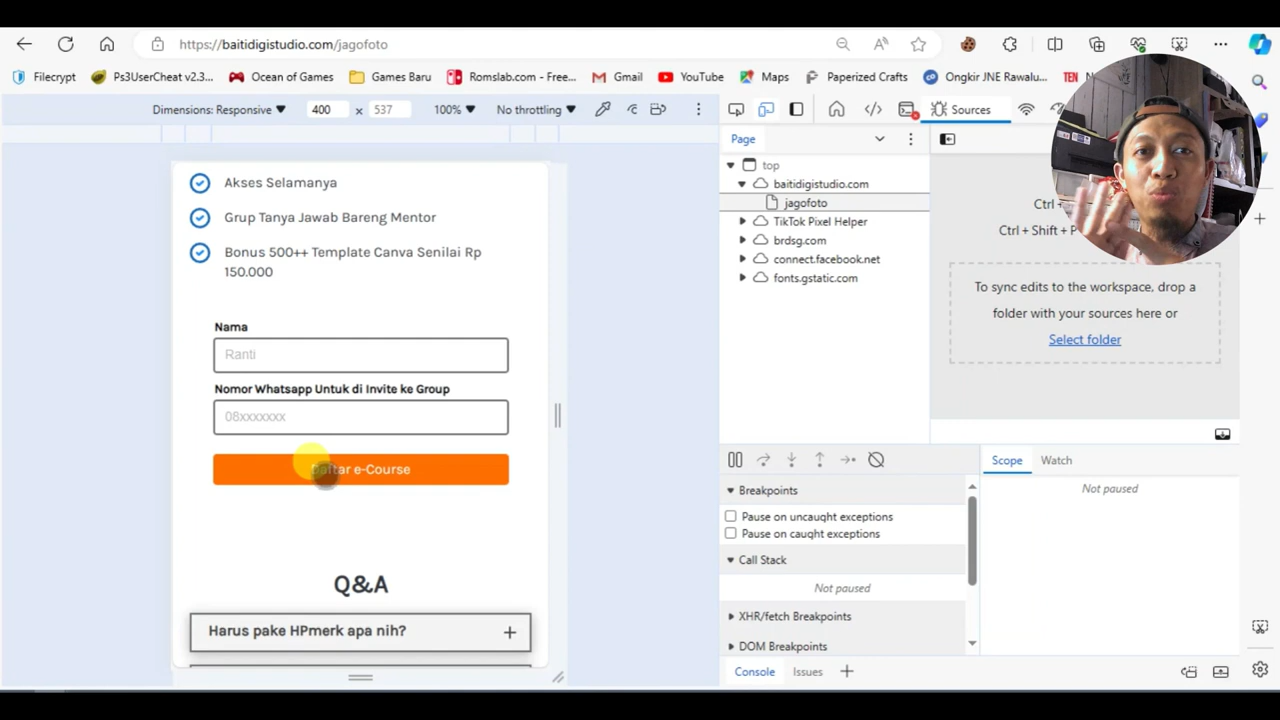 https://baitidigistudio.com/jagofoto
Filecrypt
Ps3UserCheat v2.3...
Ocean of Games
Games Baru
Romslab.com - Free...
Gmail
YouTube
Maps
Paperized Crafts
Ongkir JNE Rawalu...
TEN
Dimensions: Responsive
400 x 537
100%
No throttling
Sources
Page
top
baitidigistudio.com
jagofoto
TikTok Pixel Helper
brdsg.com
connect.facebook.net
fonts.gstatic.com
Ctrl +
Ctrl + Shift + P
To sync edits to the workspace, drop a
folder with your sources here or
Select folder
Akses Selamanya
Grup Tanya Jawab Bareng Mentor
Bonus 500++ Template Canva Senilai Rp
150.000
Nama
Ranti
Nomor Whatsapp Untuk di Invite ke Group
08xxxxxxx
Daftar e-Course
Q&A
Harus pake HPmerk apa nih?
Scope
Watch
Not paused
Breakpoints
Pause on uncaught exceptions
Pause on caught exceptions
Call Stack
Not paused
XHR/fetch Breakpoints
DOM Breakpoints
Console
Issues